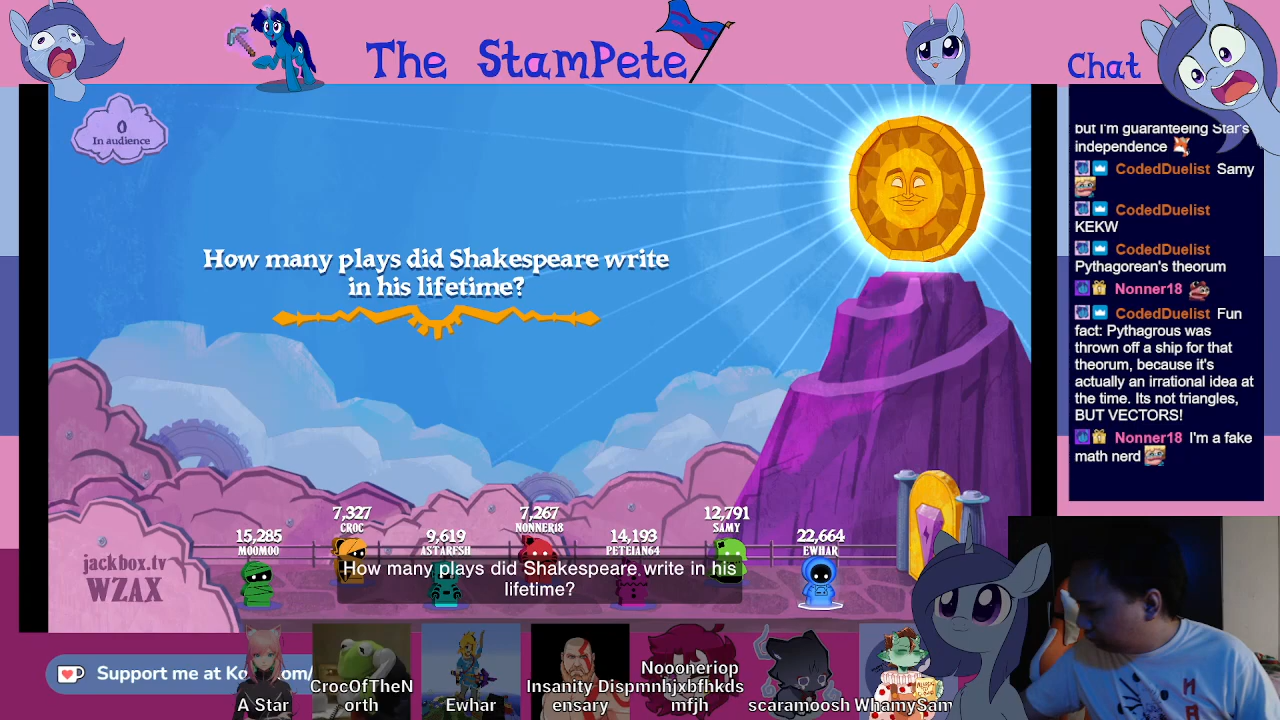 The StamPete
Chat
0
In audience
How many plays did Shakespeare write
in his lifetime?
but I'm guaranteeing Star's
independence
CodedDuelist Samy
CodedDuelist
KEKW
CodedDuelist
Pythagorean's theorum
Nonner18
CodedDuelist Fun
fact: Pythagrous was
thrown off a ship for that
theorum, because it's
actually an irrational idea at
the time. Its not triangles,
BUT VECTORS!
Nonner18 I'm a fake
math nerd
15,285
MOOMOO
7,327
CROC
9,619
ASTARESH
7,267
NONNER18
14,193
PETEIAN64
12,791
SAMY
22,664
EWHAR
How many plays did Shakespeare write in his
lifetime?
jackbox.tv
WZAX
Support me at Ko om/
A Star
CrocOfTheN
orth
Ewhar
Insanity Disp
ensary
Noooneriop
mnhjxbfhkds
mfjh
scaramoosh
WhamySam